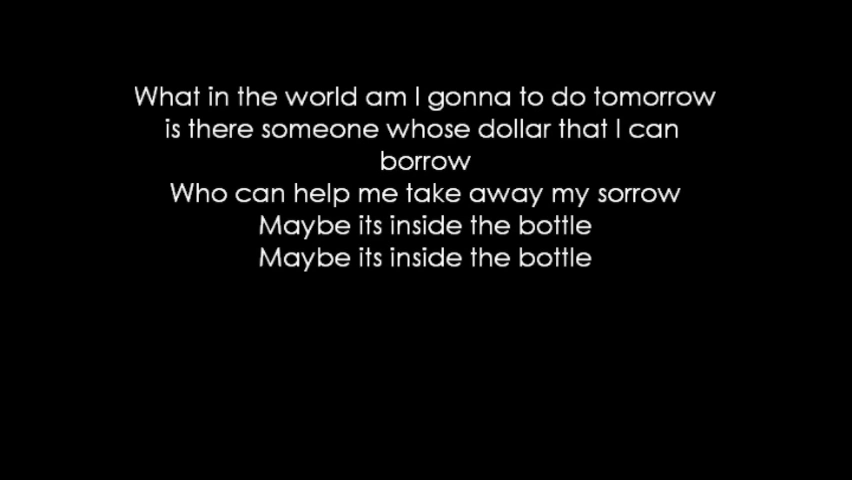 What in the world am I gonna to do tomorrow
is there someone whose dollar that I can
borrow
Who can help me take away my sorrow
Maybe its inside the bottle
Maybe its inside the bottle